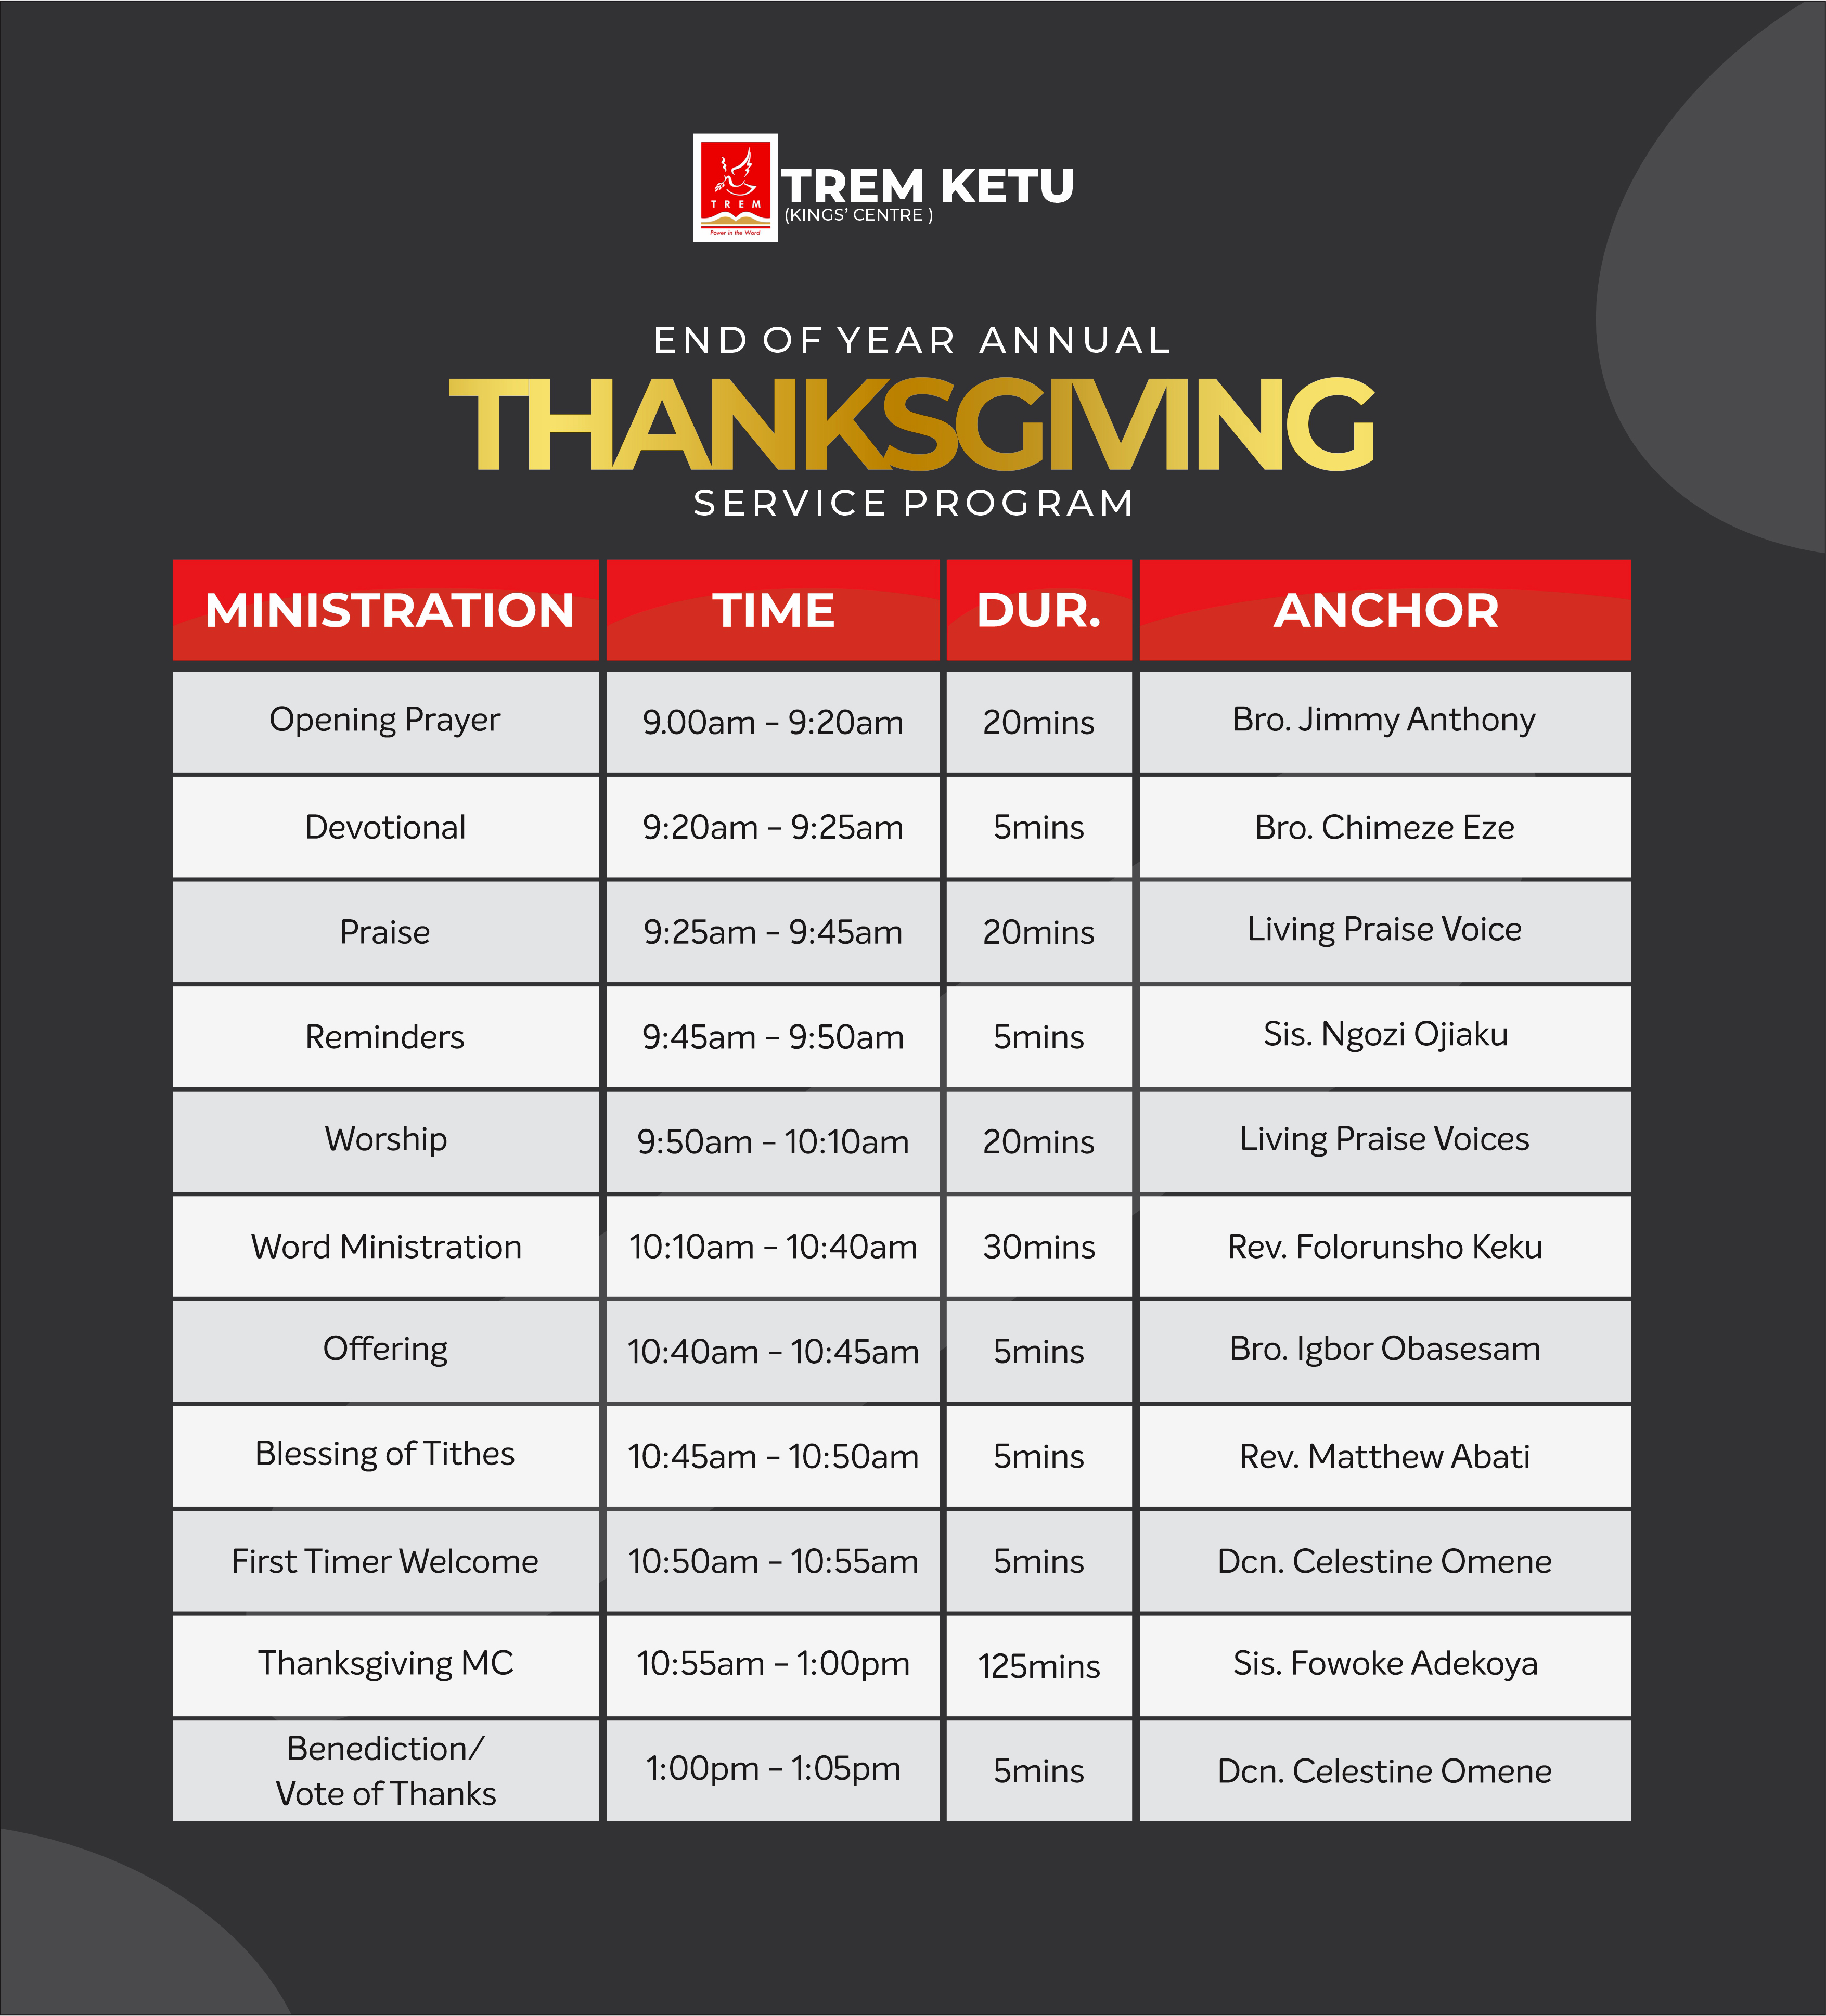 TREM
Power in the Word
TREM KETU
(KINGS' CENTRE )
END OF YEAR ANNUAL
THANKSGIVING
SERVICE PROGRAM
MINISTRATION TIME DUR. ANCHOR
Opening Prayer 9.00am - 9:20am 20mins Bro. Jimmy Anthony
Devotional 9:20am - 9:25am 5mins Bro. Chimeze Eze
Praise 9:25am - 9:45am 20mins Living Praise Voice
Reminders 9:45am - 9:50am 5mins Sis. Ngozi Ojiaku
Worship 9:50am - 10:10am 20mins Living Praise Voices
Word Ministration 10:10am - 10:40am 30mins Rev. Folorunsho Keku
Offering 10:40am - 10:45am 5mins Bro. Igbor Obasesam
Blessing of Tithes 10:45am - 10:50am 5mins Rev. Matthew Abati
First Timer Welcome 10:50am - 10:55am 5mins Dcn. Celestine Omene
Thanksgiving MC 10:55am - 1:00pm 125mins Sis. Fowoke Adekoya
Benediction/
Vote of Thanks 1:00pm - 1:05pm 5mins Dcn. Celestine Omene